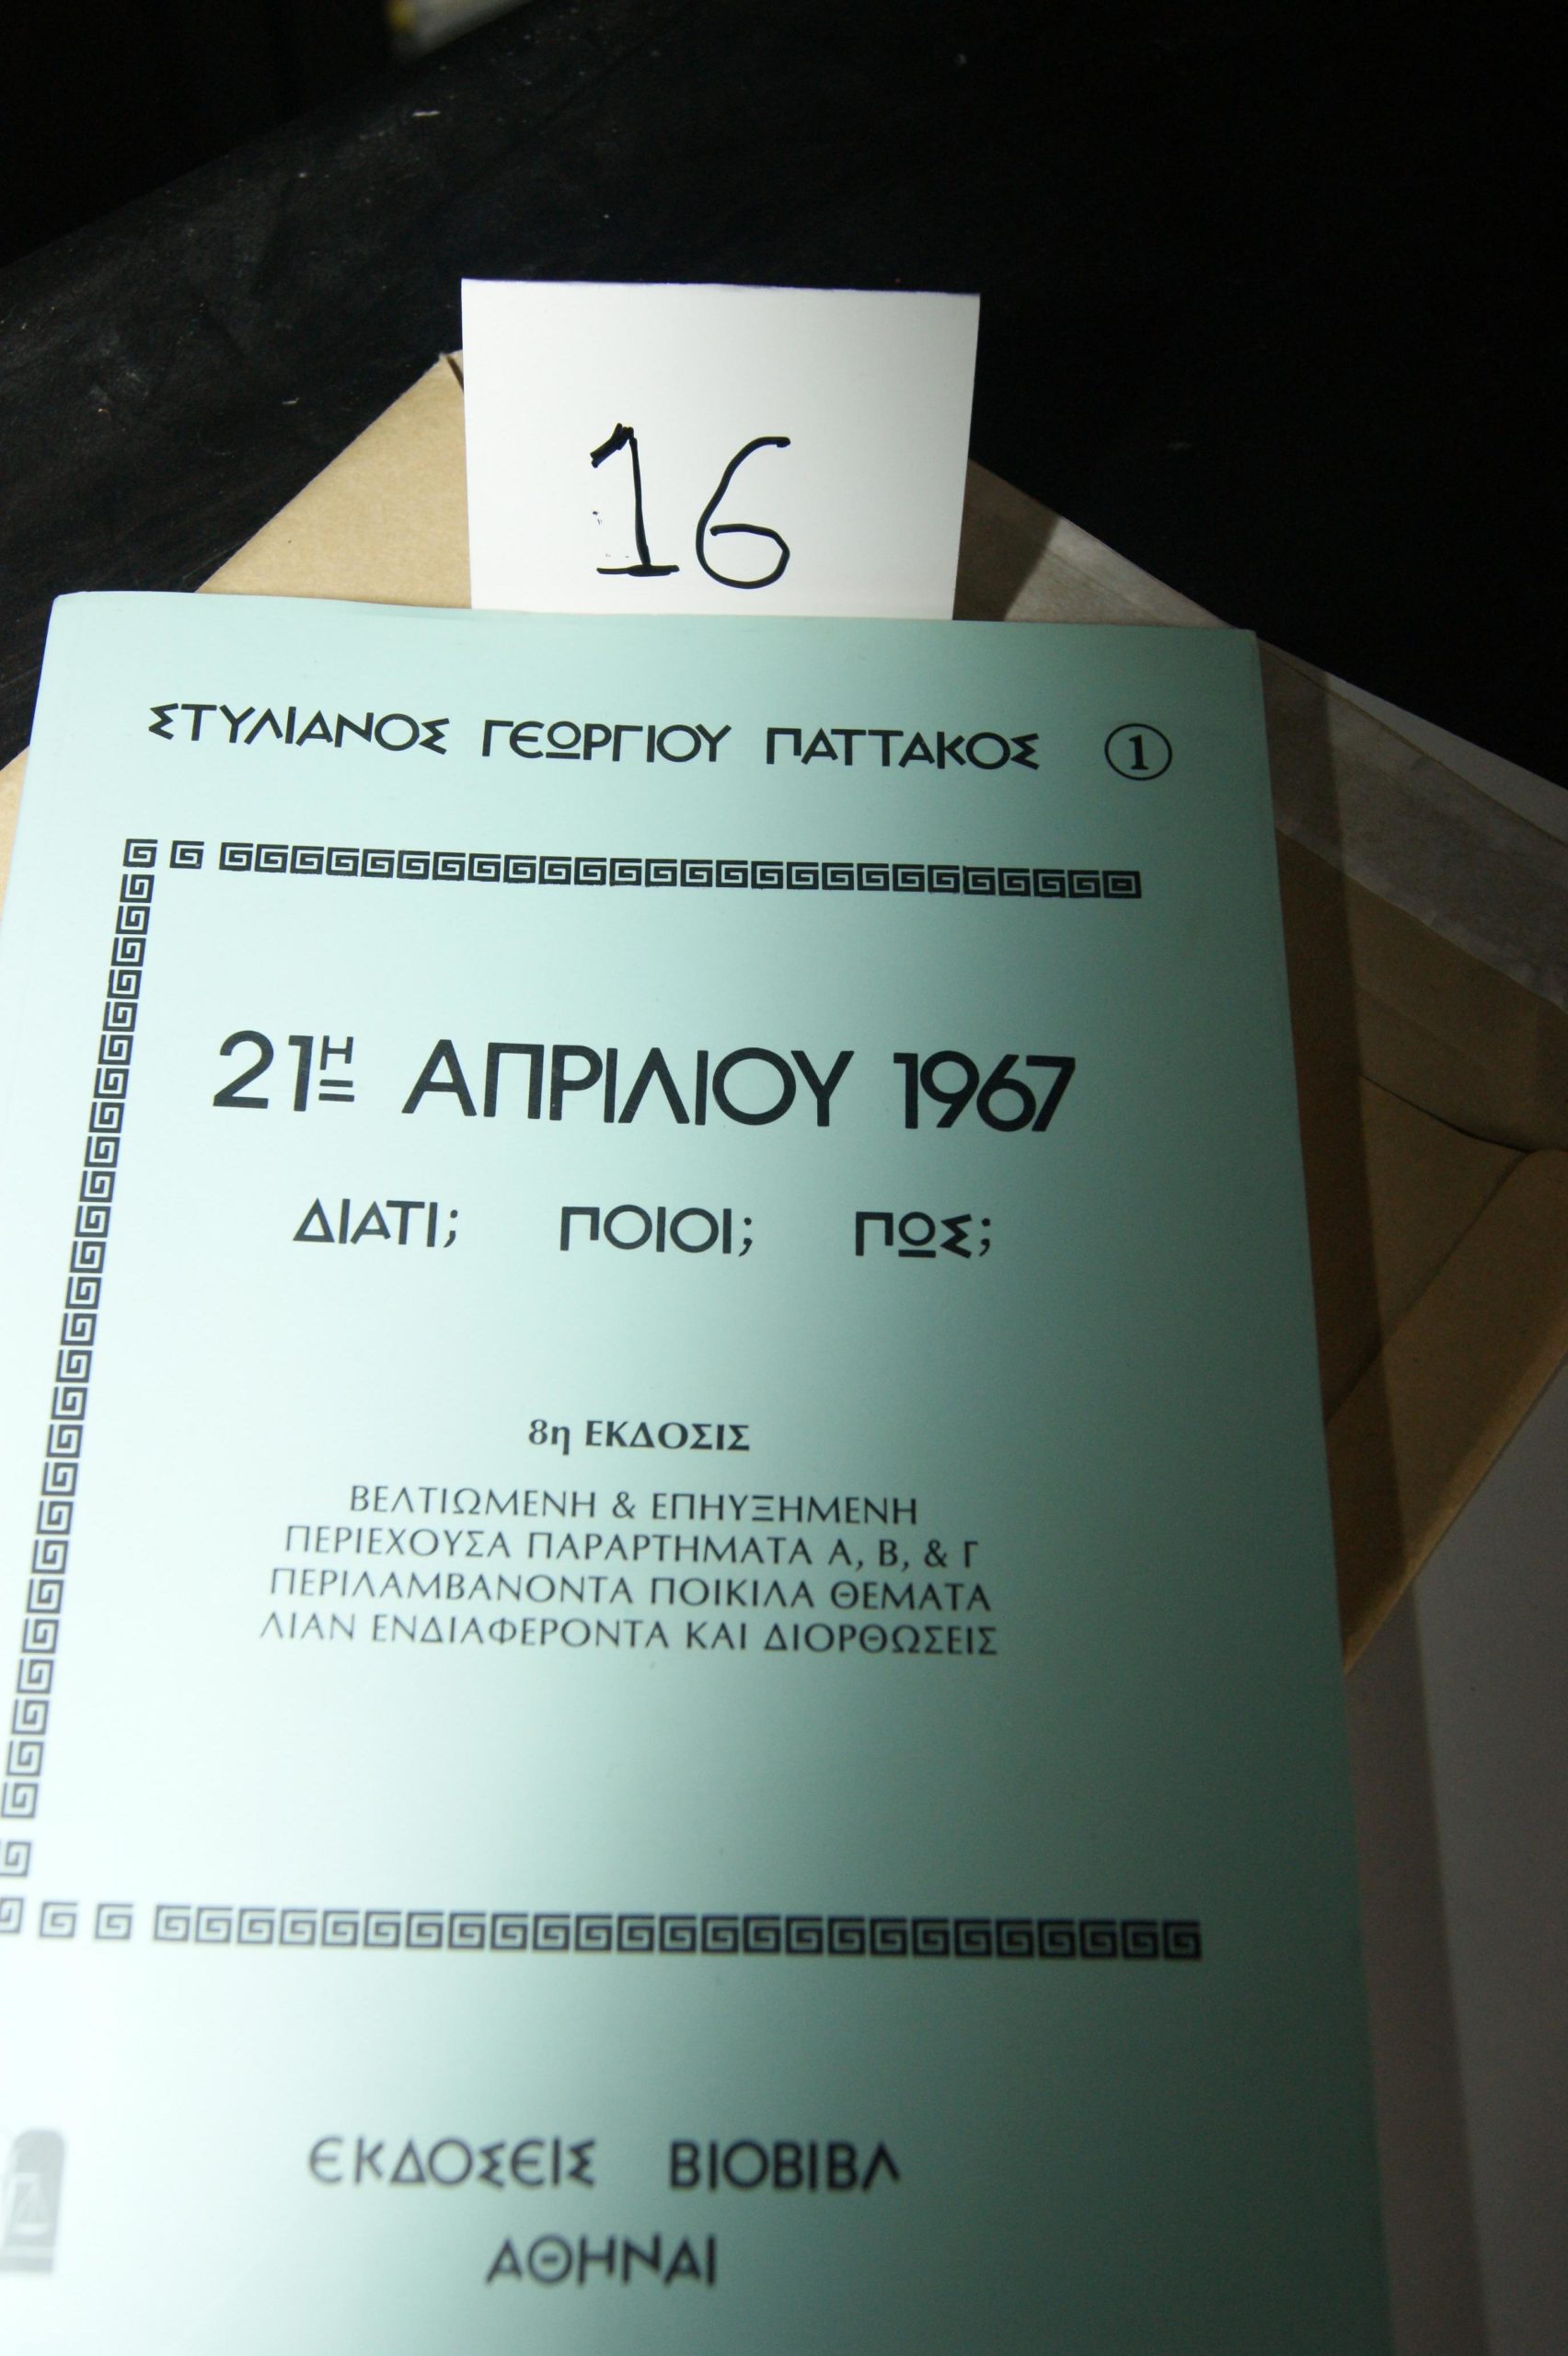 16
ΣΤΥΛΙΑΝΟΣ ΓΕΩΡΓΙΟΥ ΠΑΤΤΑΚΟΣ ①
21Η ΑΠΡΙΛΙΟΥ 1967
ΔΙΑΤΙ; ΠΟΙΟΙ; ΠΩΣ;
8η ΕΚΔΟΣΙΣ
ΒΕΛΤΙΩΜΕΝΗ & ΕΠΗΥΞΗΜΕΝΗ
ΠΕΡΙΕΧΟΥΣΑ ΠΑΡΑΡΤΗΜΑΤΑ Α, Β, & Γ
ΠΕΡΙΛΑΜΒΑΝΟΝΤΑ ΠΟΙΚΙΛΑ ΘΕΜΑΤΑ
ΛΙΑΝ ΕΝΔΙΑΦΕΡΟΝΤΑ ΚΑΙ ΔΙΟΡΘΩΣΕΙΣ
ΕΚΔΟΣΕΙΣ ΒΙΟΒΙΒΛ
ΑΘΗΝΑΙ